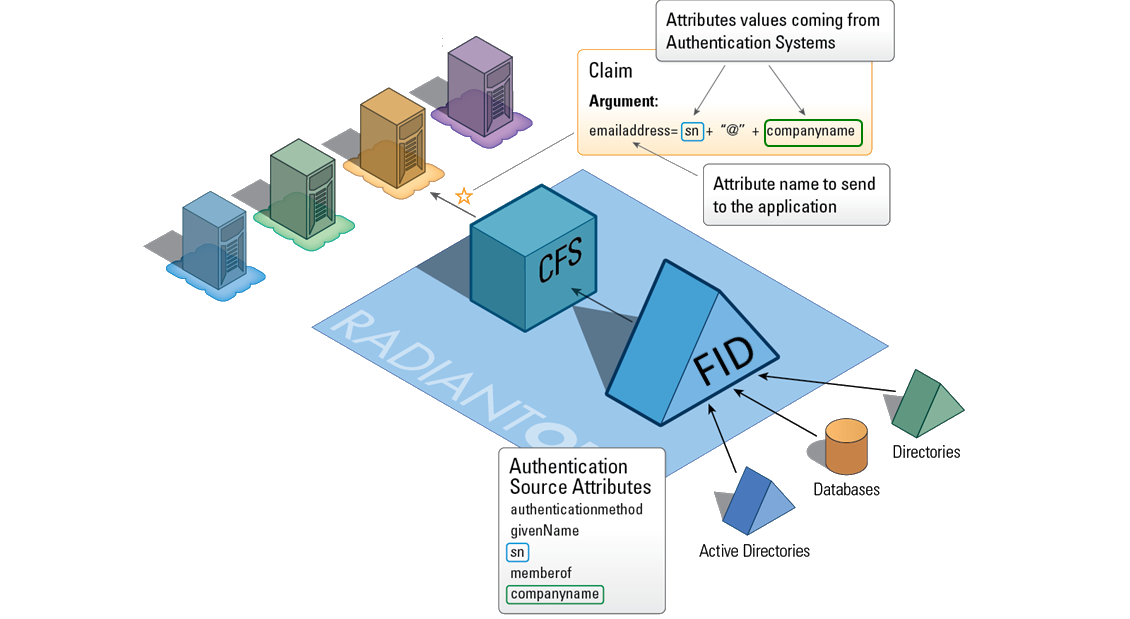 Attributes values coming from
Authentication Systems
Claim
Argument:
emailaddress= sn + “@” + companyname
Attribute name to send
to the application
CFS
FID
Directories
Databases
Active Directories
Authentication
Source Attributes
authenticationmethod
givenName
sn
memberof
companyname